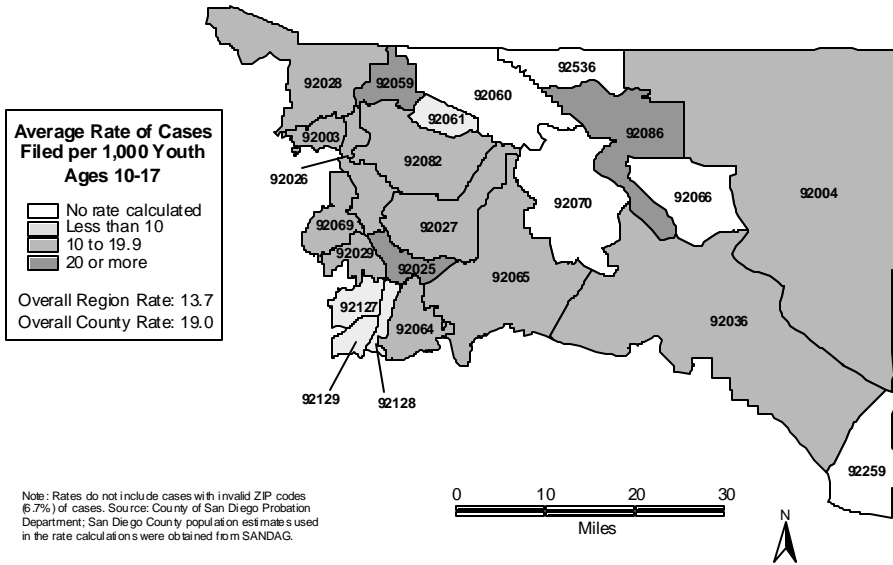 92536
92028
92059
92060
92061
92086
92003
92026
92082
92070
92066
92004
92069
92027
92029
92025
92065
92127
92064
92036
92129
92128
92259
Average Rate of Cases
Filed per 1,000 Youth
Ages 10-17
No rate calculated
Less than 10
10 to 19.9
20 or more
Overall Region Rate: 13.7
Overall County Rate: 19.0
Note: Rates do not include cases with invalid ZIP codes
(6.7%) of cases. Source: County of San Diego Probation
Department; San Diego County population estimates used
in the rate calculations were obtained from SANDAG.
0 10 20 30
Miles
N